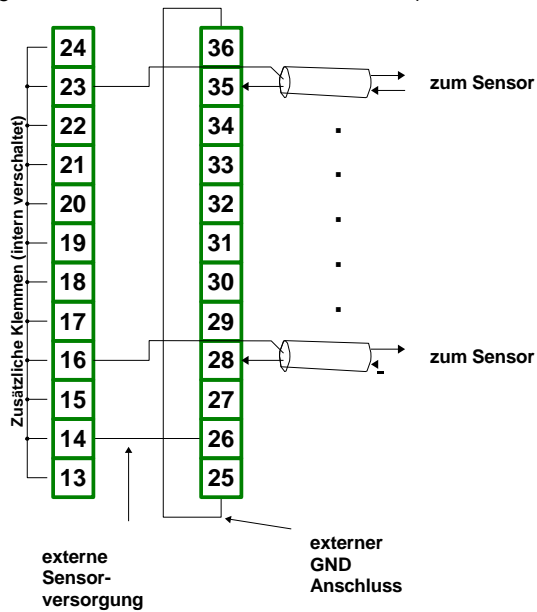 Zusätzliche Klemmen (intern verschaltet)
24
23
22
21
20
19
18
17
16
15
14
13
36
35
34
33
32
31
30
29
28
27
26
25
zum Sensor
zum Sensor
externe
Sensor-
versorgung
externer
GND
Anschluss